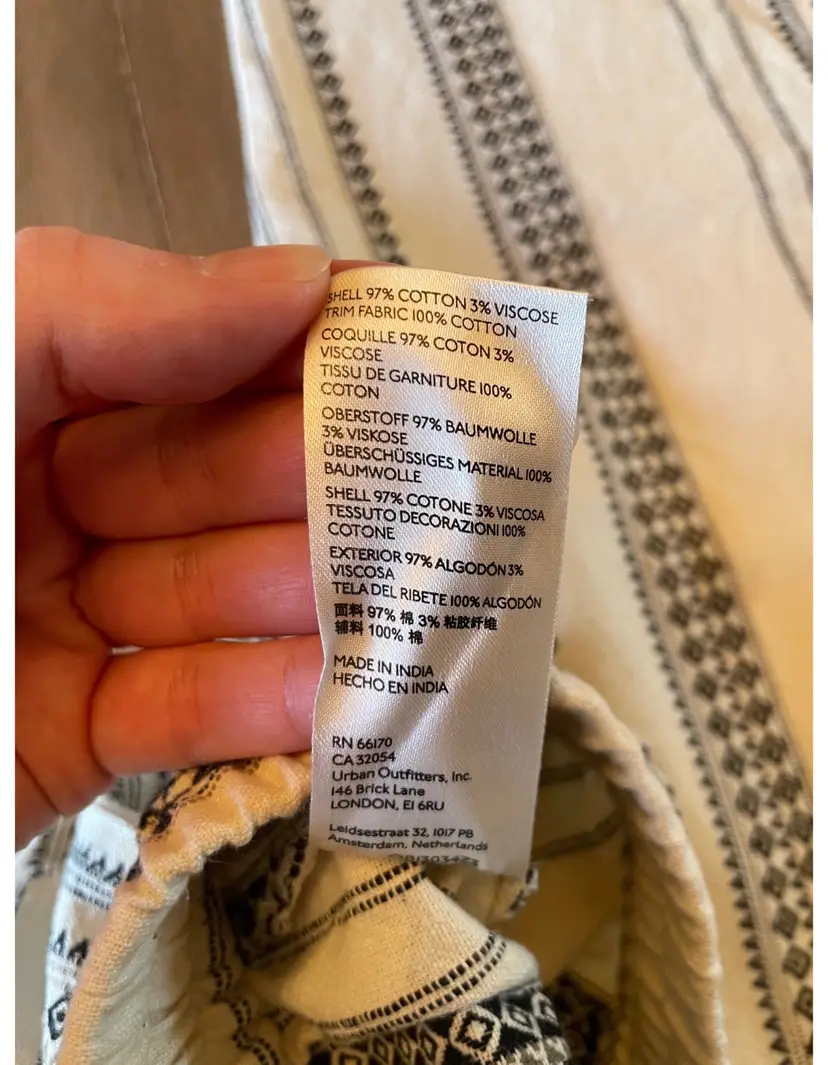 SHELL 97% COTTON 3% VISCOSE
TRIM FABRIC 100% COTTON
COQUILLE 97% COTON 3%
VISCOSE
TISSU DE GARNITURE 100%
COTON
OBERSTOFF 97% BAUMWOLLE
3% VISKOSE
ÜBERSCHÜSSIGES MATERIAL 100%
BAUMWOLLE
SHELL 97% COTONE 3% VISCOSA
TESSUTO DECORAZIONI 100%
COTONE
EXTERIOR 97% ALGODÓN 3%
VISCOSA
TELA DEL RIBETE 100% ALGODÓN
面料 97% 棉 3% 粘胶纤维
辅料 100% 棉
MADE IN INDIA
HECHO EN INDIA
RN 66170
CA 32054
Urban Outfitters, Inc.
146 Brick Lane
LONDON, E1 6RU
Leidsestraat 32, 1017 PB
Amsterdam, Netherlands